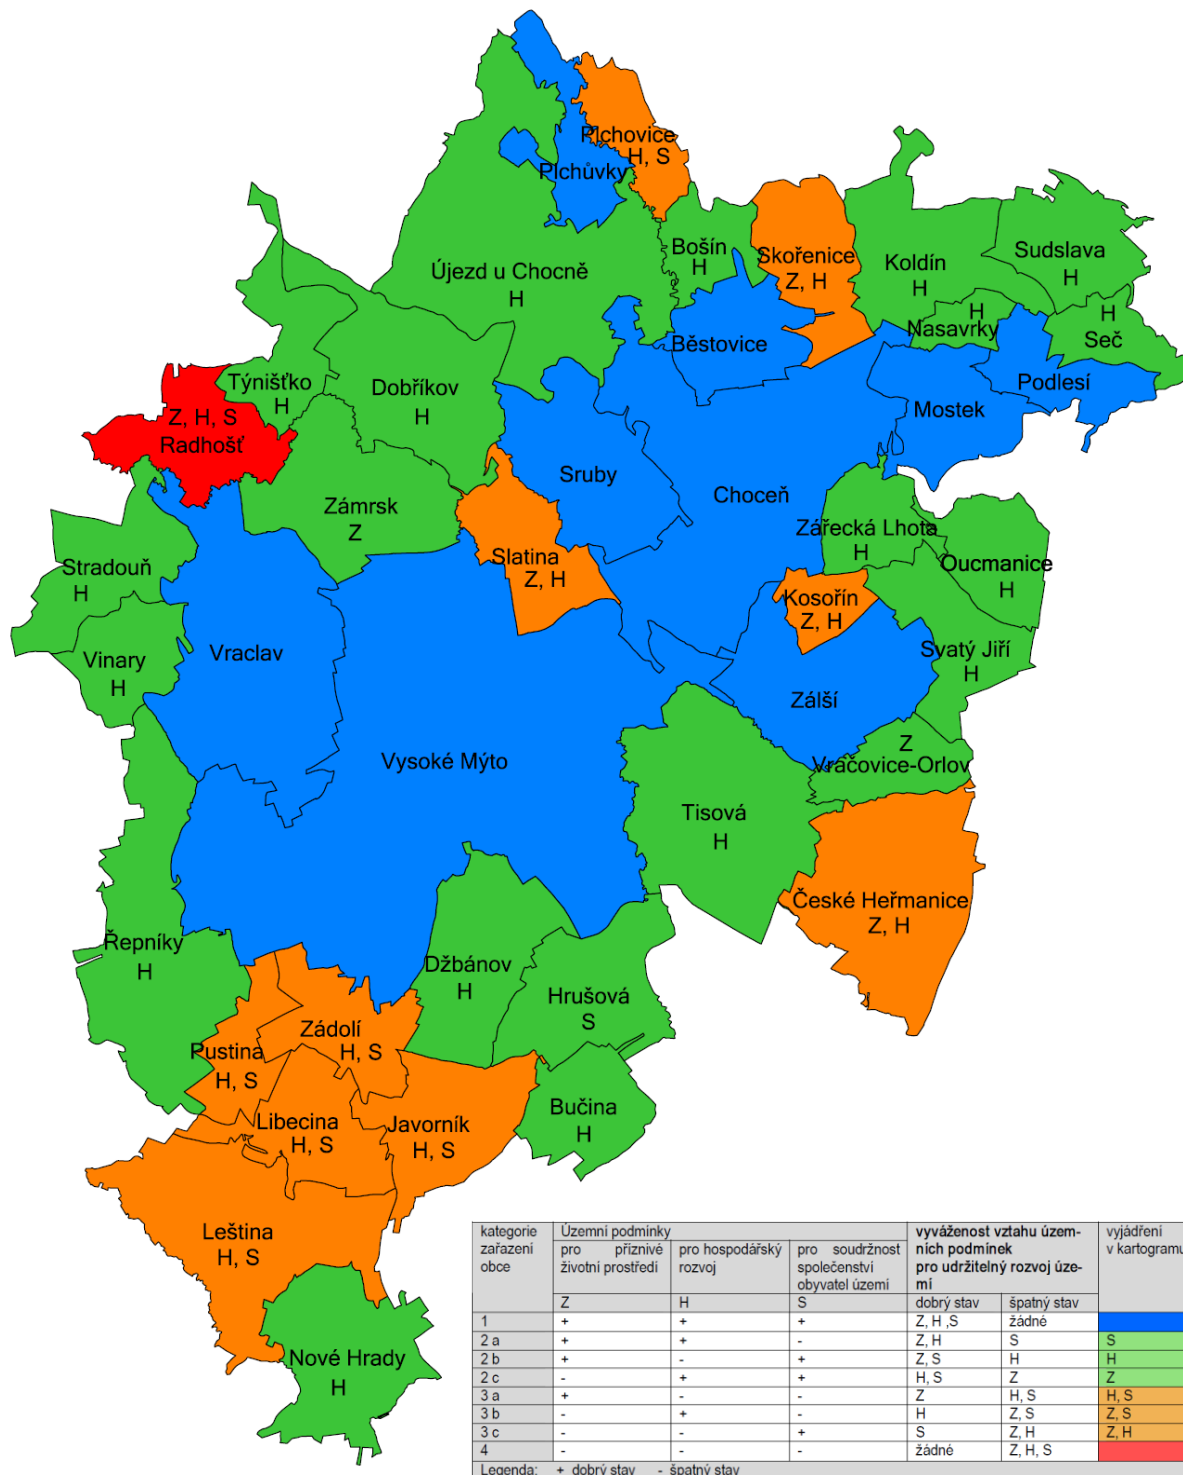 Plchovice
H, S
Plchůvky
Bošín
H
Skořenice
Z, H
Koldín
H
Sudslava
H
Újezd u Chocně
H
Nasavrky
H
H
Seč
Běstovice
Podlesí
Mostek
Týnišťko
H
Dobříkov
H
Z, H, S
Radhošť
Sruby
Choceň
Zámrsk
Z
Zářecká Lhota
H
Oucmanice
H
Slatina
Z, H
Stradouň
H
Kosořín
Z, H
Vinary
H
Vraclav
Svatý Jiří
H
Zálší
Vysoké Mýto
Z
Vračovice-Orlov
Tisová
H
České Heřmanice
Z, H
Řepníky
H
Džbánov
H
Hrušová
S
Zádolí
H, S
Pustina
H, S
Bučina
H
Libecina
H, S
Javorník
H, S
Leština
H, S
Nové Hrady
H
kategorie zařazení obce
Územní podmínky
vyváženost vztahu územ-
ních podmínek
pro udržitelný rozvoj úze-
mí
vyjádření
v kartogramu
pro příznivé
životní prostředí
pro hospodářský
rozvoj
pro soudržnost
společenství
obyvatel území
Z H S dobrý stav špatný stav
1 + + + Z, H ,S žádné
2 a + + - Z, H S S
2 b + - + Z, S H H
2 c - + + H, S Z Z
3 a + - - Z H, S H, S
3 b - + - H Z, S Z, S
3 c - - + S Z, H Z, H
4 - - - žádné Z, H, S
Legenda: + dobrý stav - špatný stav